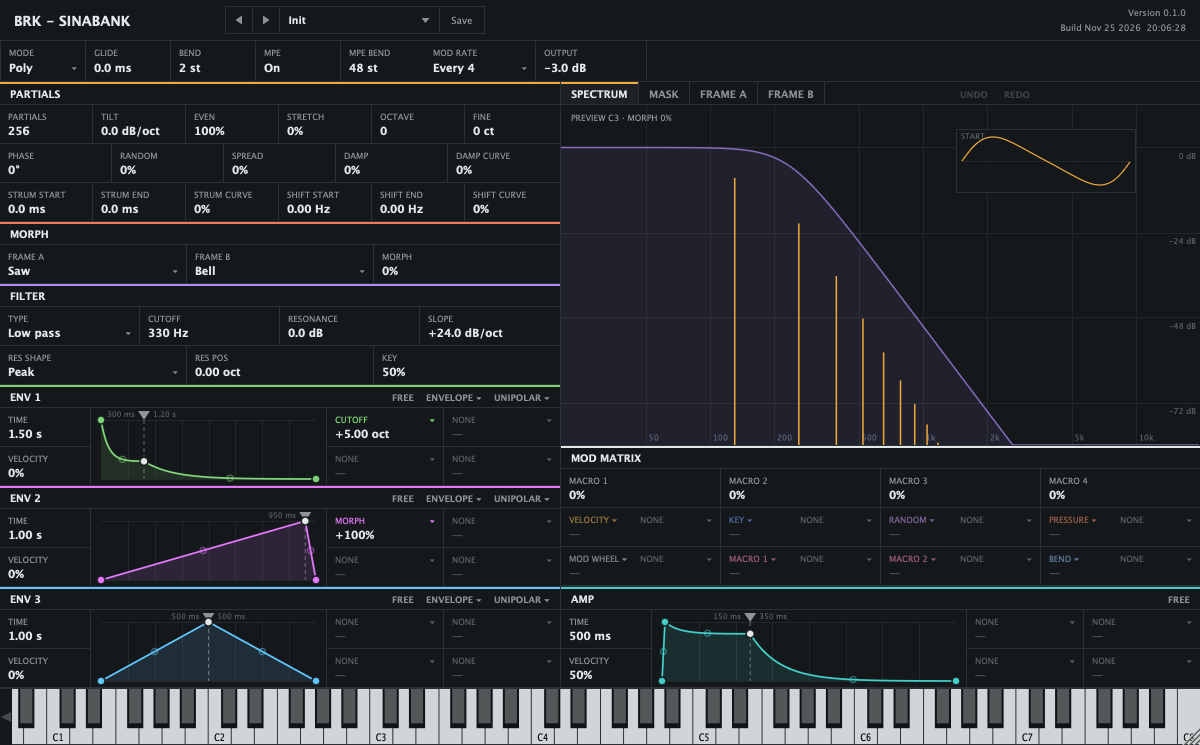 BRK – SINABANK
Init
Save
Version 0.1.0
Build Nov 25 2026 20:06:28
MODE GLIDE BEND MPE MPE BEND MOD RATE OUTPUT
Poly 0.0 ms 2 st On 48 st Every 4 −3.0 dB
PARTIALS
PARTIALS TILT EVEN STRETCH OCTAVE FINE
256 0.0 dB/oct 100% 0% 0 0 ct
PHASE RANDOM SPREAD DAMP DAMP CURVE
0° 0% 0% 0% 0%
STRUM START STRUM END STRUM CURVE SHIFT START SHIFT END SHIFT CURVE
0.0 ms 0.0 ms 0% 0.00 Hz 0.00 Hz 0%
MORPH
FRAME A FRAME B MORPH
Saw Bell 0%
FILTER
TYPE CUTOFF RESONANCE SLOPE
Low pass 330 Hz 0.0 dB +24.0 dB/oct
RES SHAPE RES POS KEY
Peak 0.00 oct 50%
ENV 1 FREE ENVELOPE UNIPOLAR
TIME 300 ms 1.20 s CUTOFF NONE
1.50 s +5.00 oct —
VELOCITY NONE NONE
0% — —
ENV 2 FREE ENVELOPE UNIPOLAR
TIME 950 ms MORPH NONE
1.00 s +100% —
VELOCITY NONE NONE
0% — —
ENV 3 FREE ENVELOPE UNIPOLAR
TIME 500 ms 500 ms NONE NONE
1.00 s — —
VELOCITY NONE NONE
0% — —
SPECTRUM MASK FRAME A FRAME B UNDO REDO
PREVIEW C3 · MORPH 0%
START
0 dB
−24 dB
−48 dB
−72 dB
50 100 200 500 1k 2k 5k 10k
MOD MATRIX
MACRO 1 MACRO 2 MACRO 3 MACRO 4
0% 0% 0% 0%
VELOCITY NONE KEY NONE RANDOM NONE PRESSURE NONE
— — — —
MOD WHEEL NONE MACRO 1 NONE MACRO 2 NONE BEND NONE
— — — —
AMP FREE
TIME 150 ms 350 ms NONE NONE
500 ms — —
VELOCITY NONE NONE
50% — —
C1 C2 C3 C4 C5 C6 C7 C8